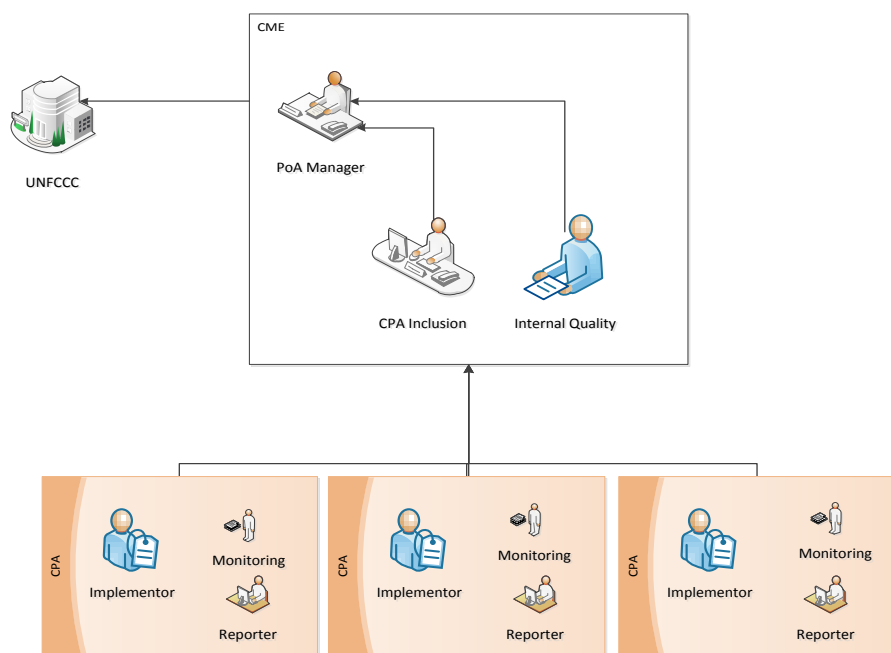 CME
UNFCCC
PoA Manager
CPA Inclusion
Internal Quality
CPA
Implementor
Monitoring
Reporter
CPA
Implementor
Monitoring
Reporter
CPA
Implementor
Monitoring
Reporter